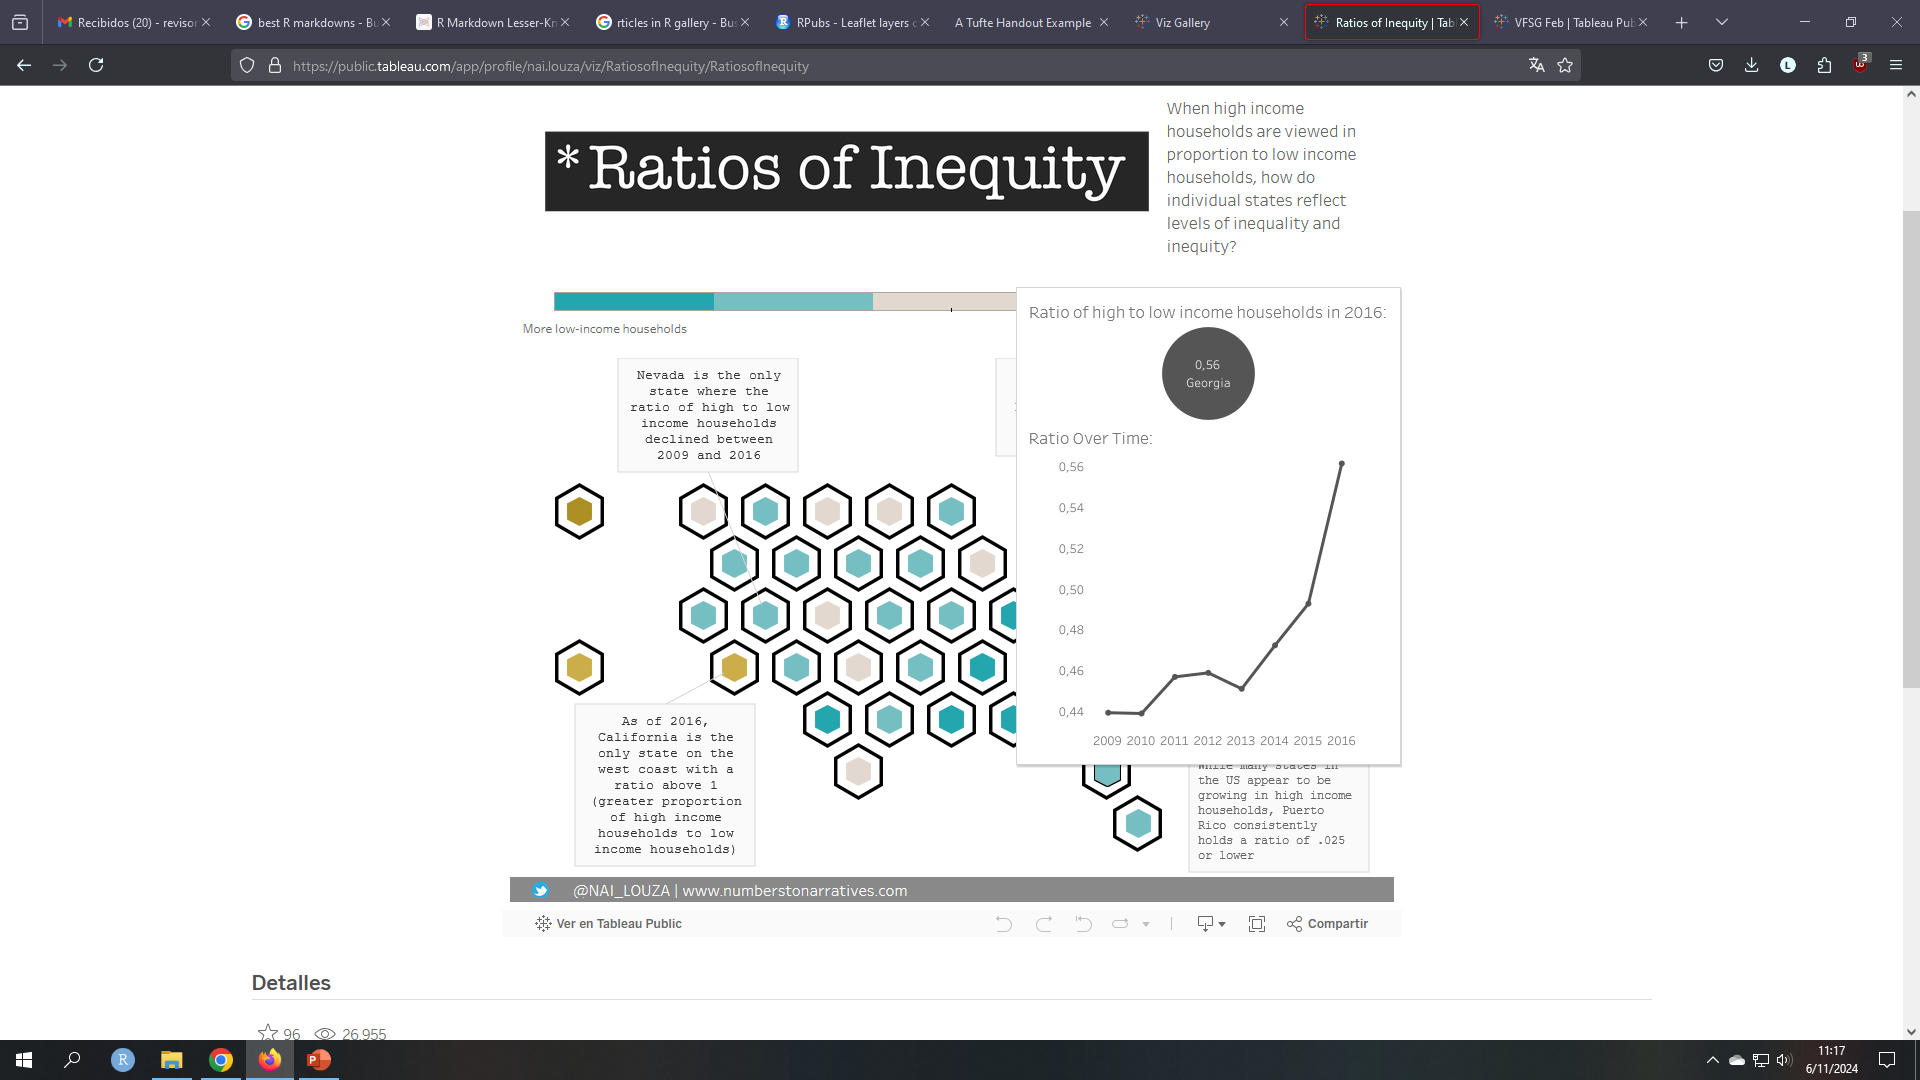 Recibidos (20) - revisor
best R markdowns - Bu
R Markdown Lesser-Kn
rticles in R gallery - Bus
RPubs - Leaflet layers c
A Tufte Handout Example
Viz Gallery
Ratios of Inequity | Tab
VFSG Feb | Tableau Pub
https://public.tableau.com/app/profile/nai.louza/viz/RatiosofInequity/RatiosofInequity
L
3
*Ratios of Inequity
When high income
households are viewed in
proportion to low income
households, how do
individual states reflect
levels of inequality and
inequity?
More low-income households
Nevada is the only
state where the
ratio of high to low
income households
declined between
2009 and 2016
Ratio of high to low income households in 2016:
0,56
Georgia
Ratio Over Time:
0,56
0,54
0,52
0,50
0,48
0,46
0,44
2009 2010 2011 2012 2013 2014 2015 2016
As of 2016,
California is the
only state on the
west coast with a
ratio above 1
(greater proportion
of high income
households to low
income households)
While many states in
the US appear to be
growing in high income
households, Puerto
Rico consistently
holds a ratio of .025
or lower
@NAI_LOUZA | www.numberstonarratives.com
Ver en Tableau Public
Compartir
Detalles
96 26.955
R
P
11:17
6/11/2024